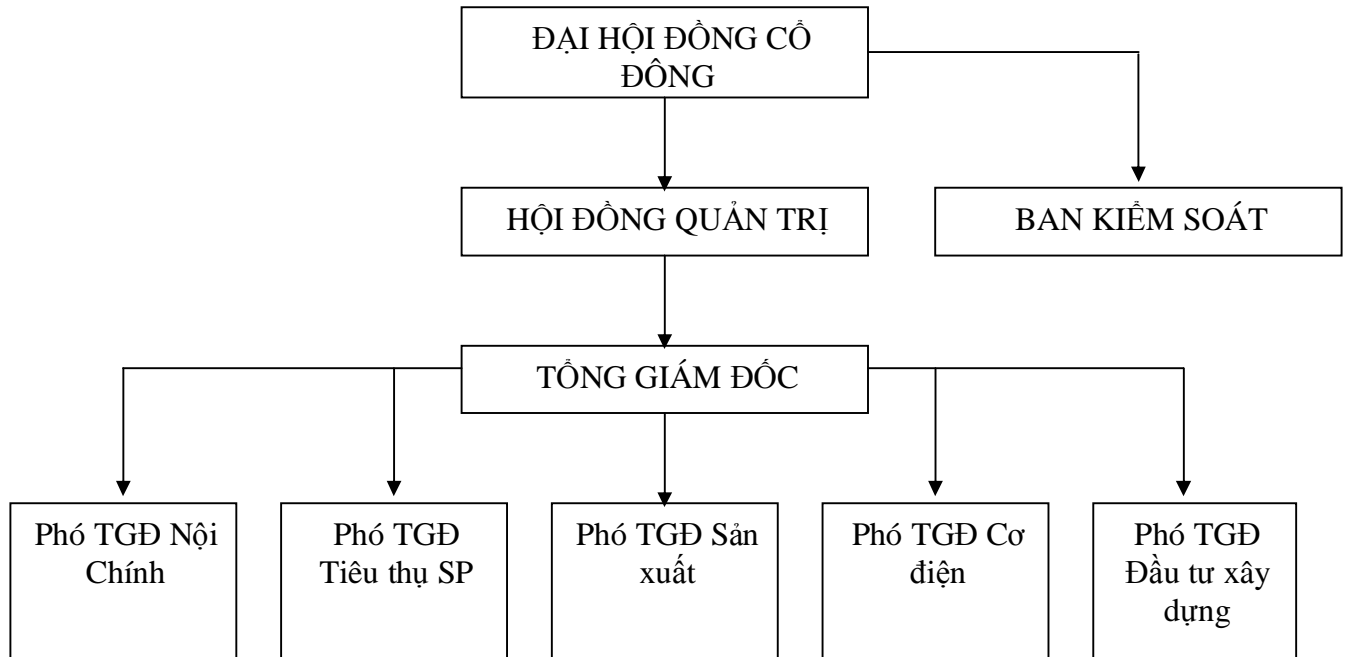 ĐẠI HỘI ĐỒNG CỔ
ĐÔNG
HỘI ĐỒNG QUẢN TRỊ
BAN KIỂM SOÁT
TỔNG GIÁM ĐỐC
Phó TGĐ Nội
Chính
Phó TGĐ
Tiêu thụ SP
Phó TGĐ Sản
xuất
Phó TGĐ Cơ
điện
Phó TGĐ
Đầu tư xây
dựng